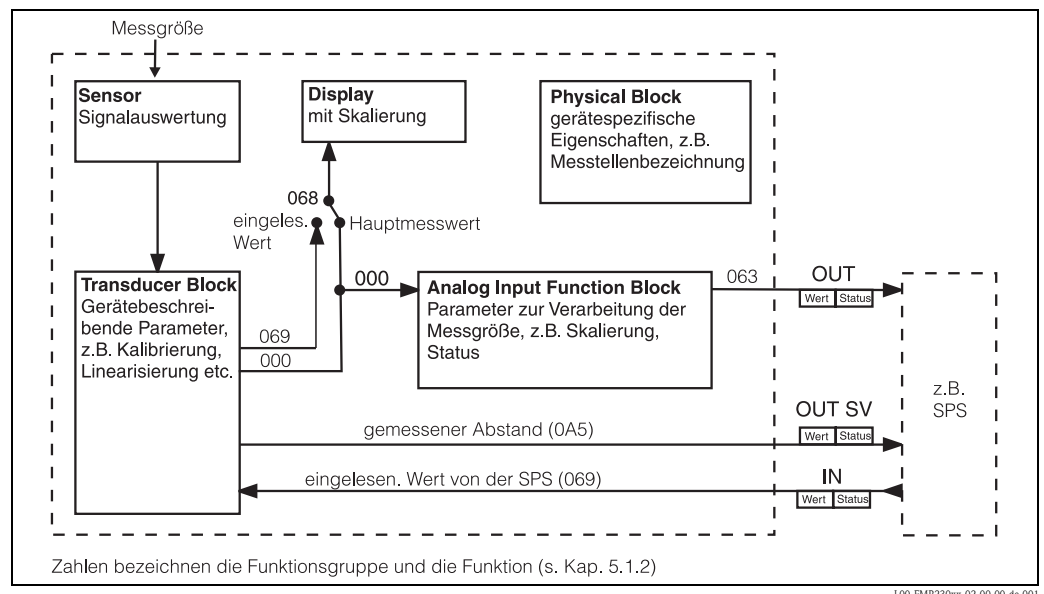 Messgröße
Sensor
Signalauswertung
Display
mit Skalierung
Physical Block
gerätespezifische
Eigenschaften, z.B.
Messtellenbezeichnung
068
eingeles.
Wert
Hauptmesswert
Transducer Block
Gerätebeschrei-
bende Parameter,
z.B. Kalibrierung,
Linearisierung etc.
069
000
000
Analog Input Function Block
Parameter zur Verarbeitung der
Messgröße, z.B. Skalierung,
Status
063
OUT
Wert Status
z.B.
SPS
OUT SV
Wert Status
gemessener Abstand (0A5)
eingelesen. Wert von der SPS (069)
IN
Wert Status
Zahlen bezeichnen die Funktionsgruppe und die Funktion (s. Kap. 5.1.2)